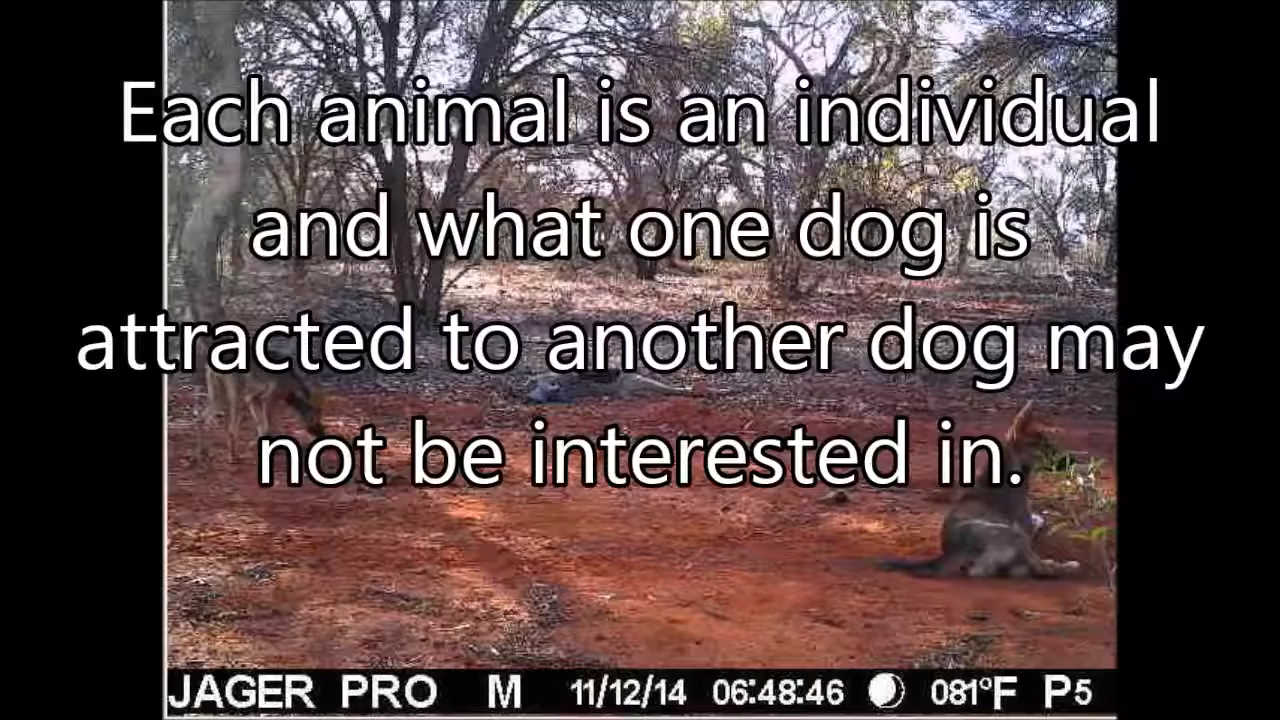 Each animal is an individual
and what one dog is
attracted to another dog may
not be interested in.
JAGER PRO M 11/12/14 06:48:46 081°F P5